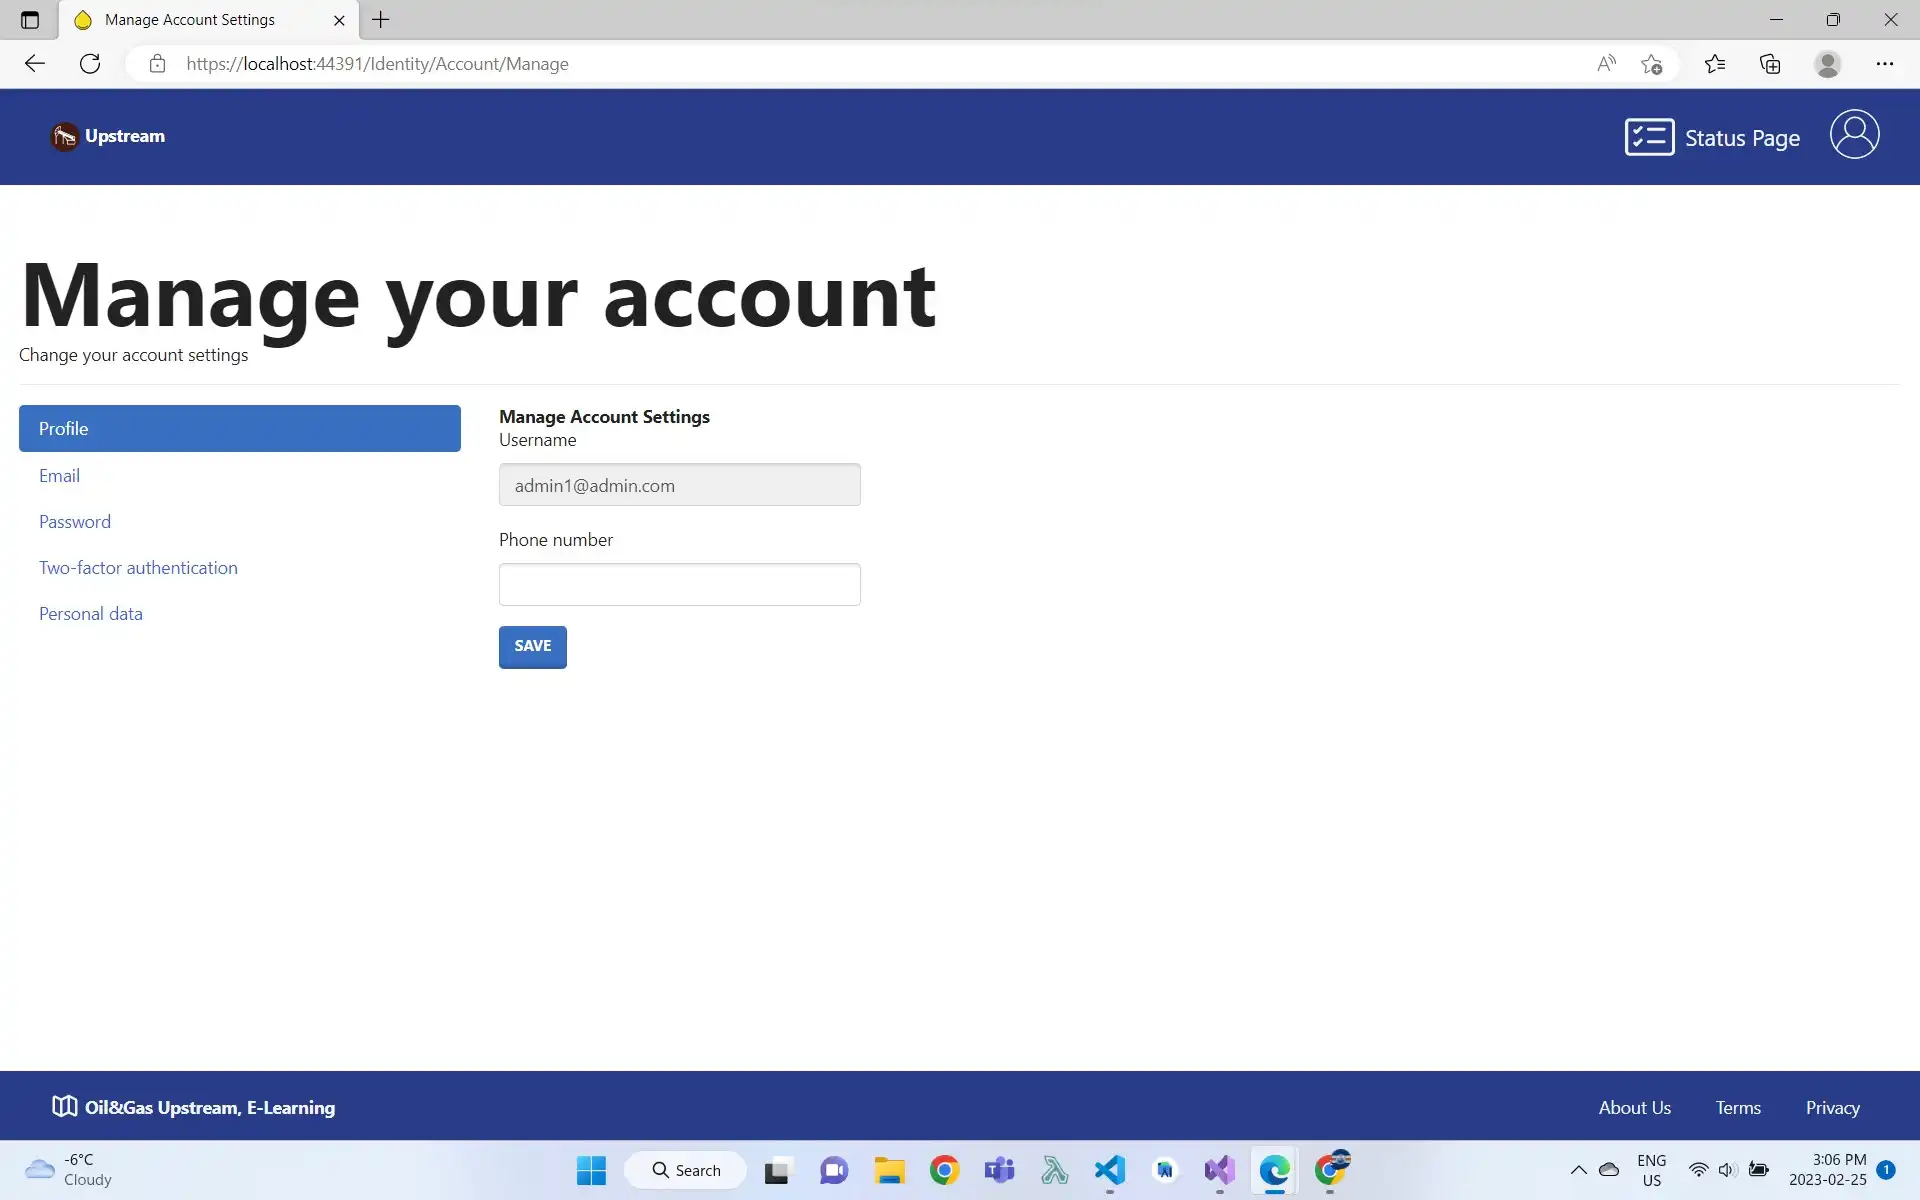 Manage Account Settings
https://localhost:44391/Identity/Account/Manage
Upstream
Status Page
Manage your account
Change your account settings
Profile
Email
Password
Two-factor authentication
Personal data
Manage Account Settings
Username
admin1@admin.com
Phone number
SAVE
Oil&Gas Upstream, E-Learning
About Us
Terms
Privacy
-6°C
Cloudy
Search
ENG
US
3:06 PM
2023-02-25
1